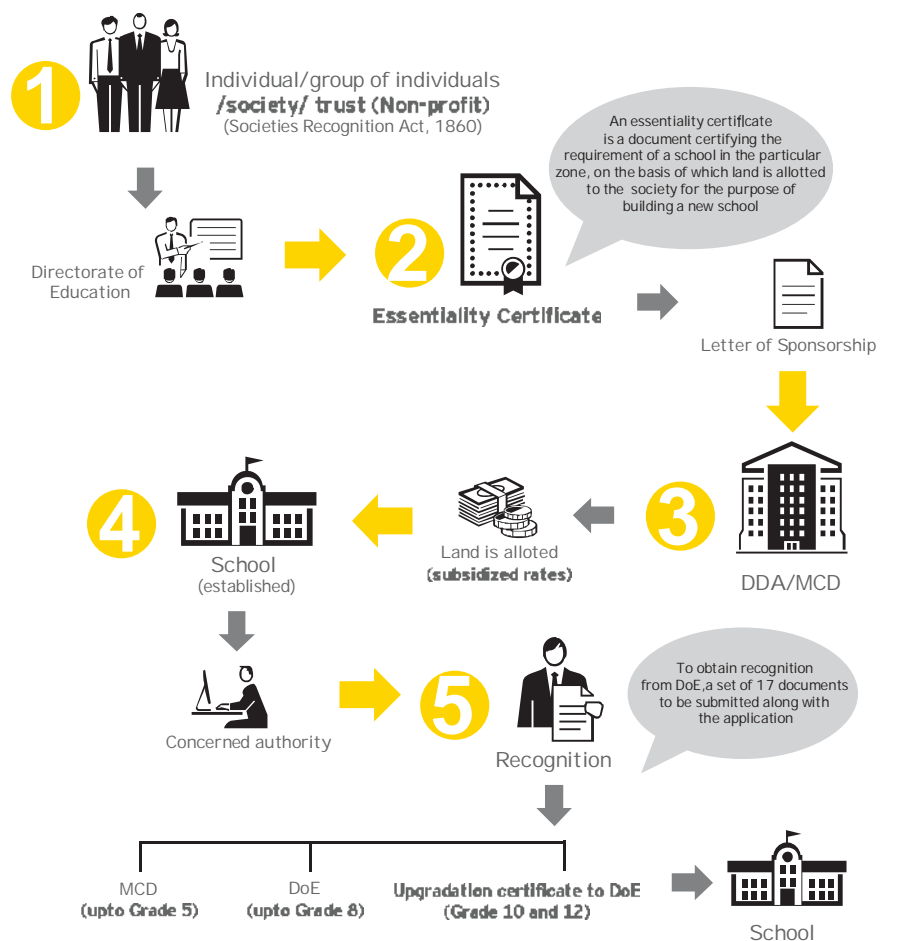 1
Individual/group of individuals
/society/ trust (Non-profit)
(Societies Recognition Act, 1860)
Directorate of
Education
2
Essentiality Certificate
An essentiality certificate
is a document certifying the
requirement of a school in the particular
zone, on the basis of which land is allotted
to the society for the purpose of
building a new school
Letter of Sponsorship
3
DDA/MCD
Land is alloted
(subsidized rates)
4
School
(established)
Concerned authority
5
Recognition
To obtain recognition
from DoE,a set of 17 documents
to be submitted along with
the application
MCD
(upto Grade 5)
DoE
(upto Grade 8)
Upgradation certificate to DoE
(Grade 10 and 12)
School